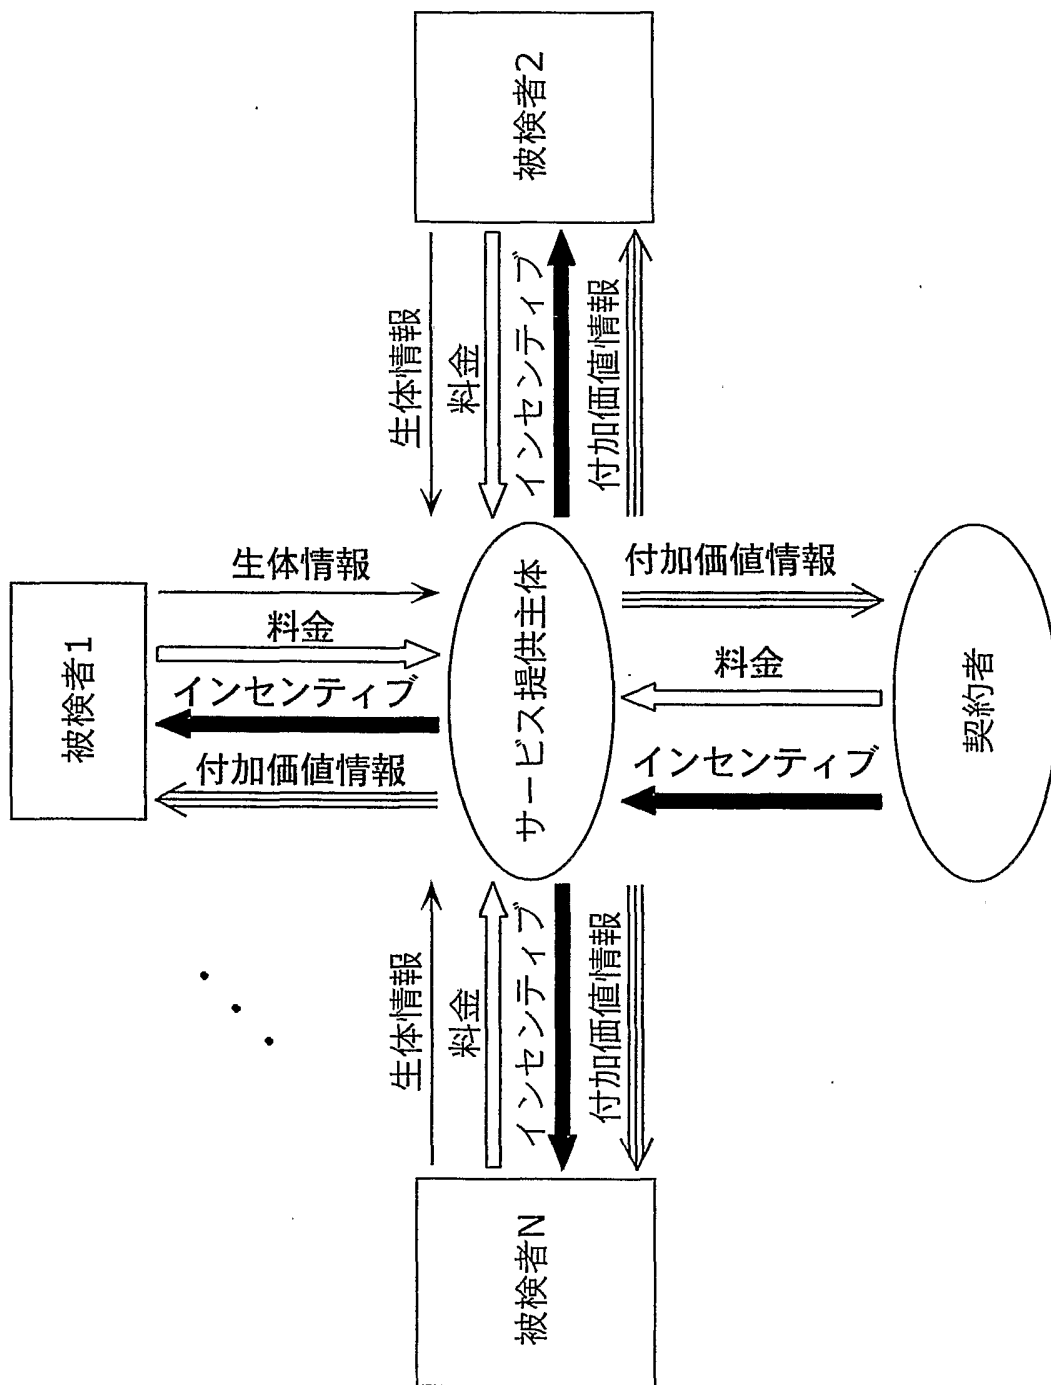 被検者2
生体情報
料金
インセンティブ
付加価値情報
被検者1
生体情報
料金
インセンティブ
付加価値情報
サービス提供主体
付加価値情報
料金
インセンティブ
契約者
生体情報
料金
インセンティブ
付加価値情報
被検者N